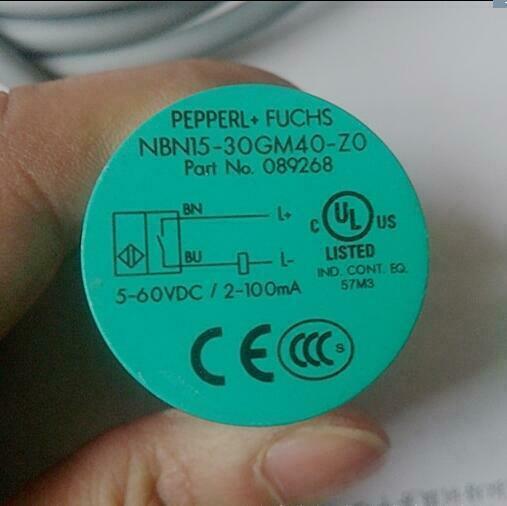 PEPPERL+ FUCHS
NBN15-30GM40-Z0
Part No. 089268
BN
L+
BU
L-
C UL US
LISTED
IND. CONT. EQ.
57M3
5-60VDC / 2-100mA
CE CCC S